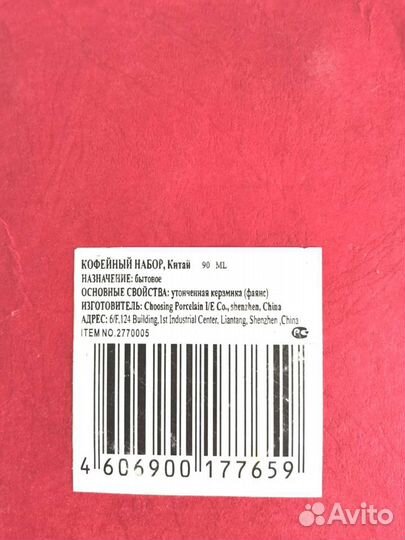 КОФЕЙНЫЙ НАБОР, Китай 90 ML
НАЗНАЧЕНИЕ: бытовое
ОСНОВНЫЕ СВОЙСТВА: утонченная керамика (фаянс)
ИЗГОТОВИТЕЛЬ: Choosing Porcelain I/E Co., shenzhen, China
АДРЕС: 6/F,124 Building,1st Industrial Center, Liantang, Shenzhen ,China
ITEM NO.2770005
4 606900 177659
Avito